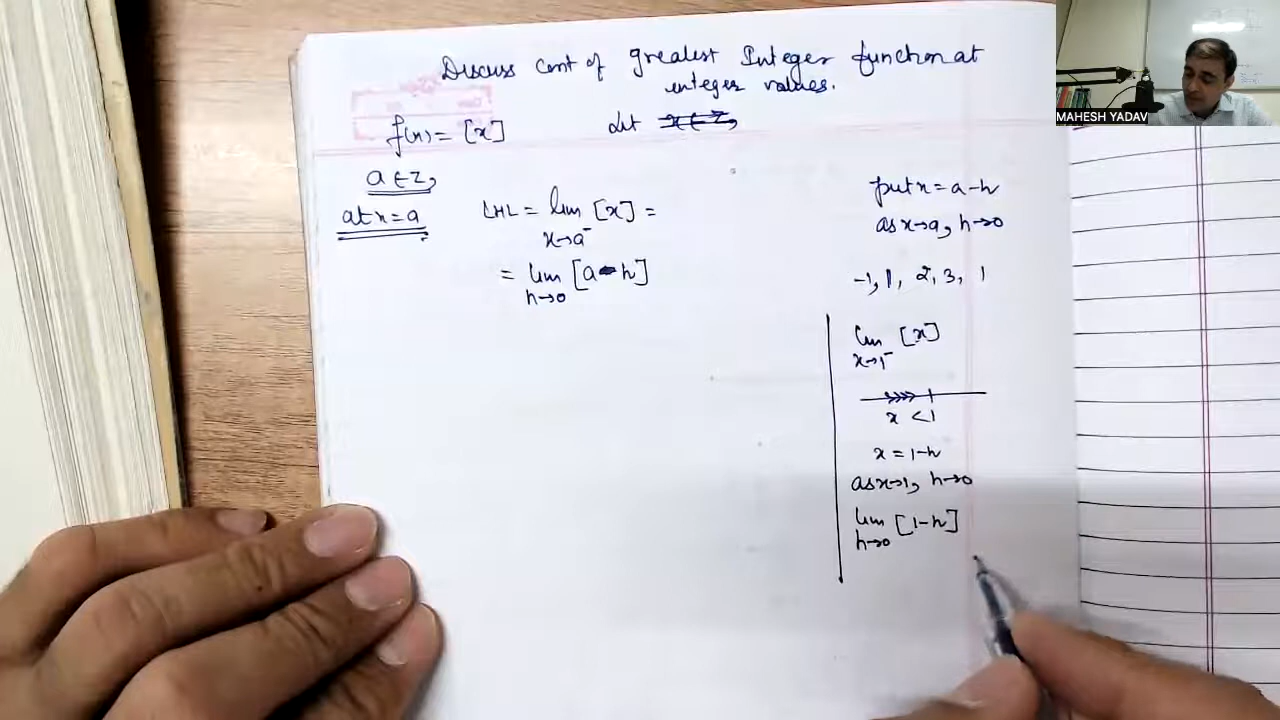 Discuss cont of greatest Integer function at
integer values.
f(x) = [x]
Let x ∈ z,
a ∈ z,
at x = a
LHL = lim [x] =
x→a⁻
= lim [a - h]
h→0
put x = a-h
as x→a, h→0
-1, 1, 2, 3, 1
lim [x]
x→1⁻
x < 1
x = 1-h
as x→1, h→0
lim [1-h]
h→0
MAHESH YADAV